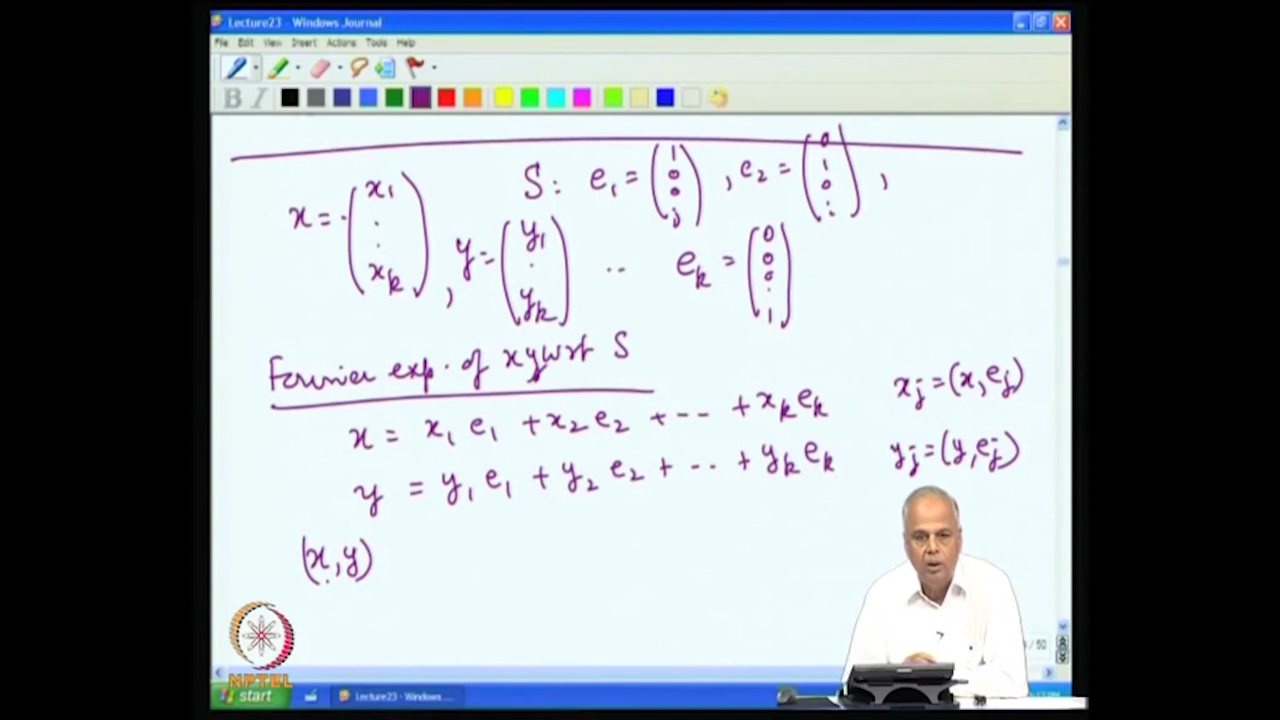 Lecture23 - Windows Journal
File Edit View Insert Actions Tools Help
B I
x = (x1 . . xk), y = (y1 . yk) S: e1 = (1 0 0 :), e2 = (0 1 0 :),
.. ek = (0 0 0 . 1)
Fourier exp. of x y wrt S
x = x1 e1 + x2 e2 + -- + xk ek xj = (x, ej)
y = y1 e1 + y2 e2 + -- + yk ek yj = (y, ej)
(x, y)
NPTEL
/ 50
start Lecture23 - Windows ...